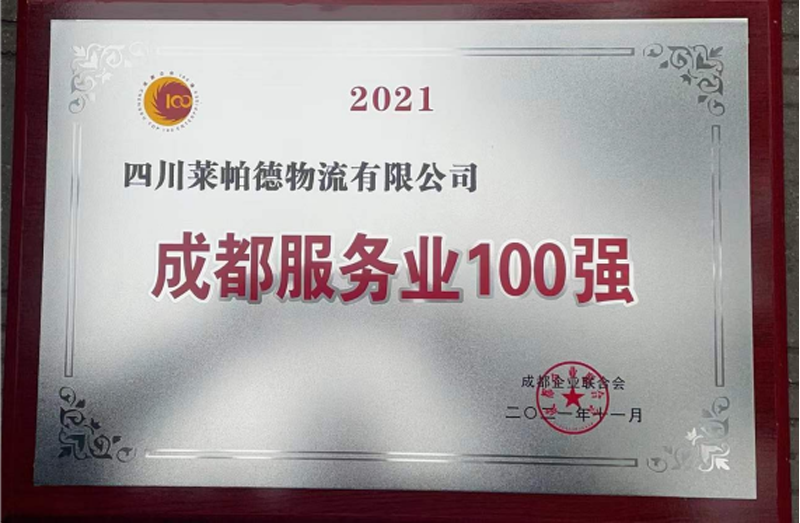 100
2021
四川莱帕德物流有限公司
成都服务业100强
成都企业联合会
二〇二一年十一月